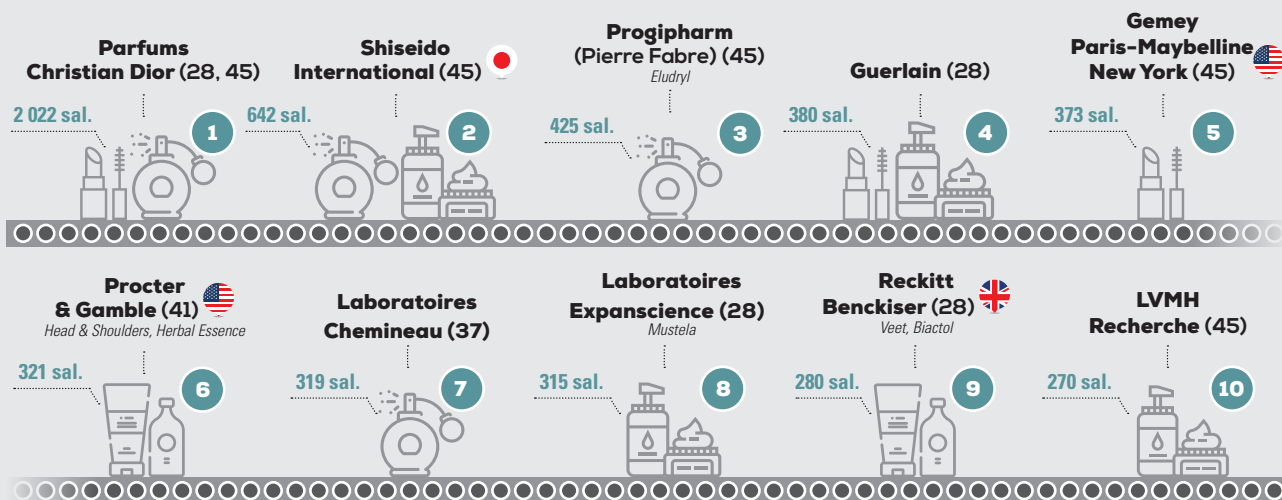 Parfums
Christian Dior (28, 45)
2 022 sal.
1
Shiseido
International (45)
642 sal.
2
Progipharm
(Pierre Fabre) (45)
Eludryl
425 sal.
3
Guerlain (28)
380 sal.
4
Gemey
Paris-Maybelline
New York (45)
373 sal.
5
Procter
& Gamble (41)
Head & Shoulders, Herbal Essence
321 sal.
6
Laboratoires
Chemineau (37)
319 sal.
7
Laboratoires
Expanscience (28)
Mustela
315 sal.
8
Reckitt
Benckiser (28)
Veet, Biactol
280 sal.
9
LVMH
Recherche (45)
270 sal.
10